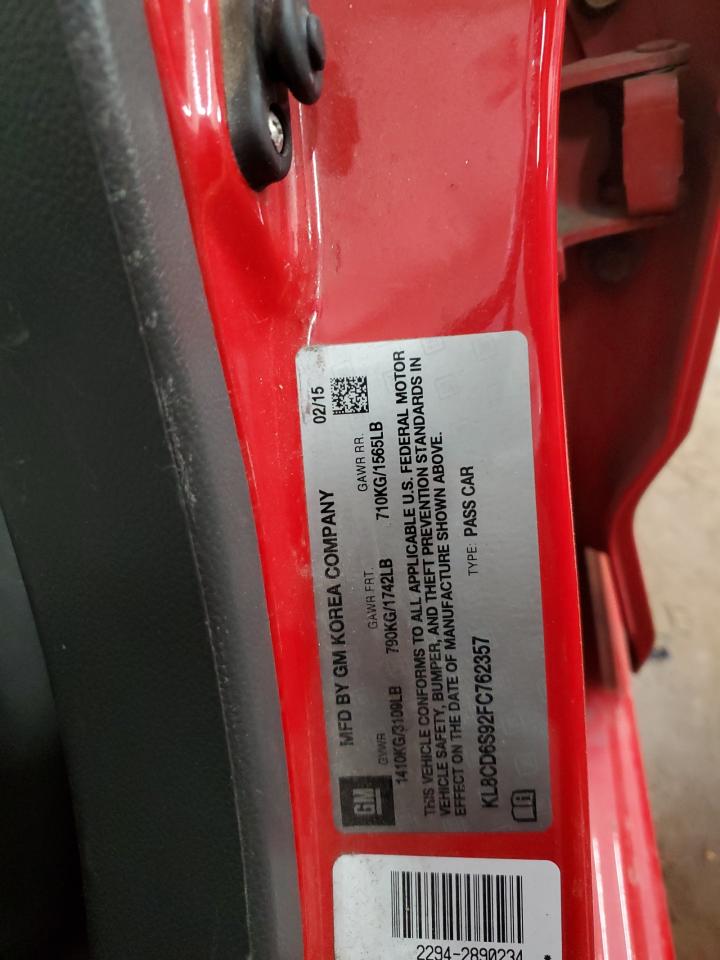 GM
MFD BY GM KOREA COMPANY
02/15
GVWR
GAWR FRT.
GAWR RR.
1410KG/3109LB
790KG/1742LB
710KG/1565LB
THIS VEHICLE CONFORMS TO ALL APPLICABLE U.S. FEDERAL MOTOR
VEHICLE SAFETY, BUMPER, AND THEFT PREVENTION STANDARDS IN
EFFECT ON THE DATE OF MANUFACTURE SHOWN ABOVE.
KL8CD6S92FC762357
TYPE: PASS CAR
2294-2890234 *